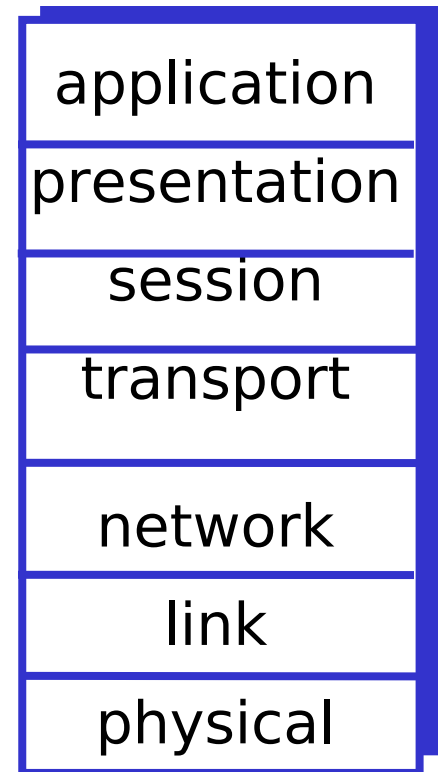 application
presentation
session
transport
network
link
physical